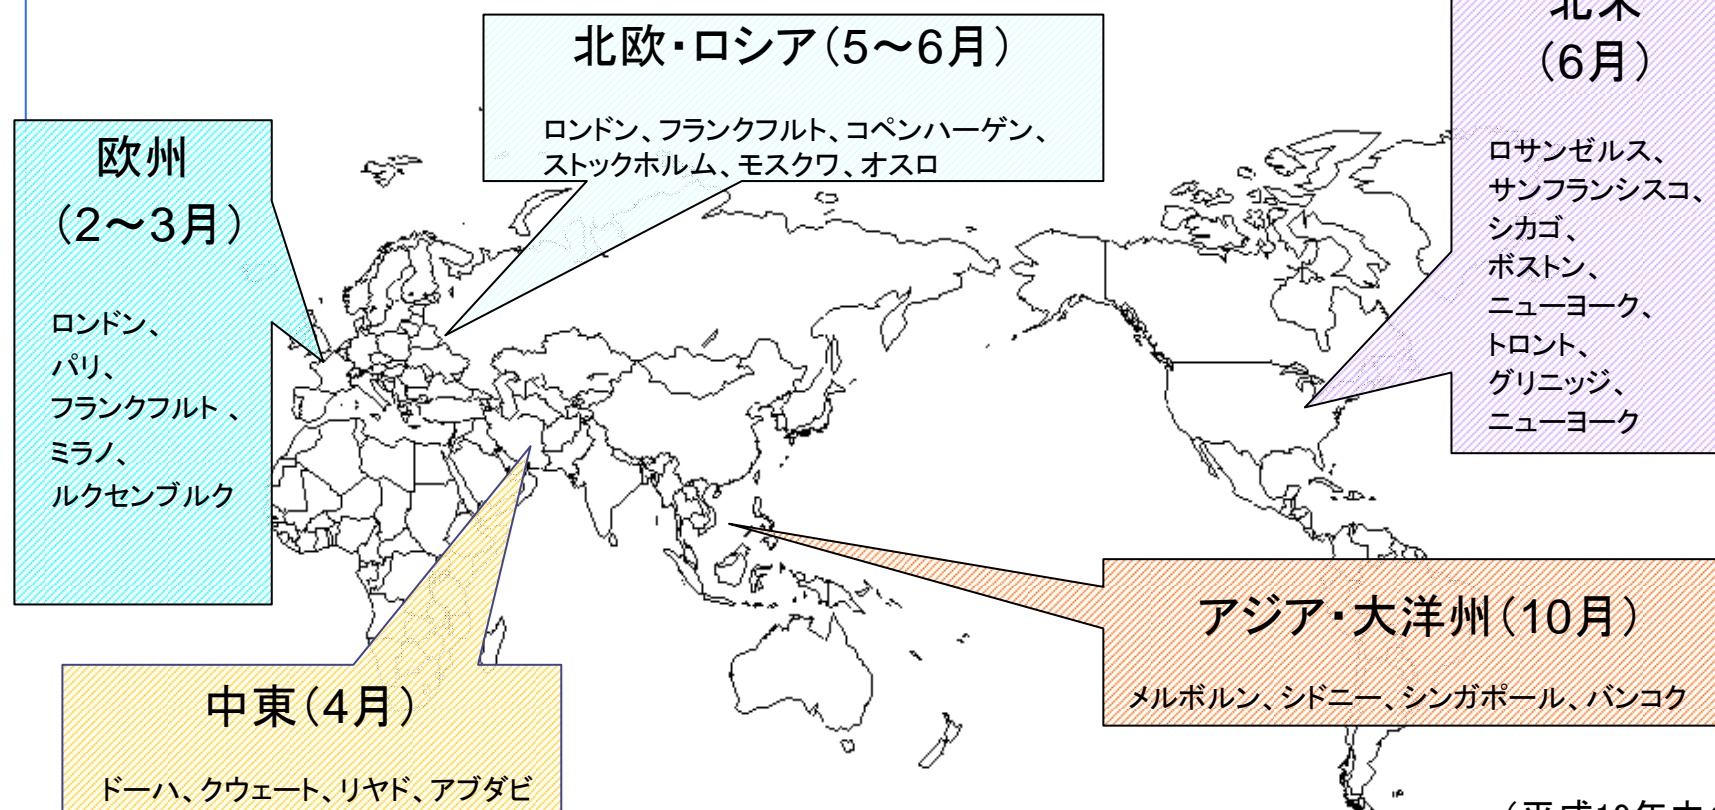 北欧・ロシア(5～6月)
ロンドン、フランクフルト、コペンハーゲン、
ストックホルム、モスクワ、オスロ
欧州
(2～3月)
ロンドン、
パリ、
フランクフルト 、
ミラノ、
ルクセンブルク
北米
(6月)
ロサンゼルス、
サンフランシスコ、
シカゴ、
ボストン、
ニューヨーク、
トロント、
グリニッジ、
ニューヨーク
アジア・大洋州(10月)
メルボルン、シドニー、シンガポール、バンコク
中東(4月)
ドーハ、クウェート、リヤド、アブダビ